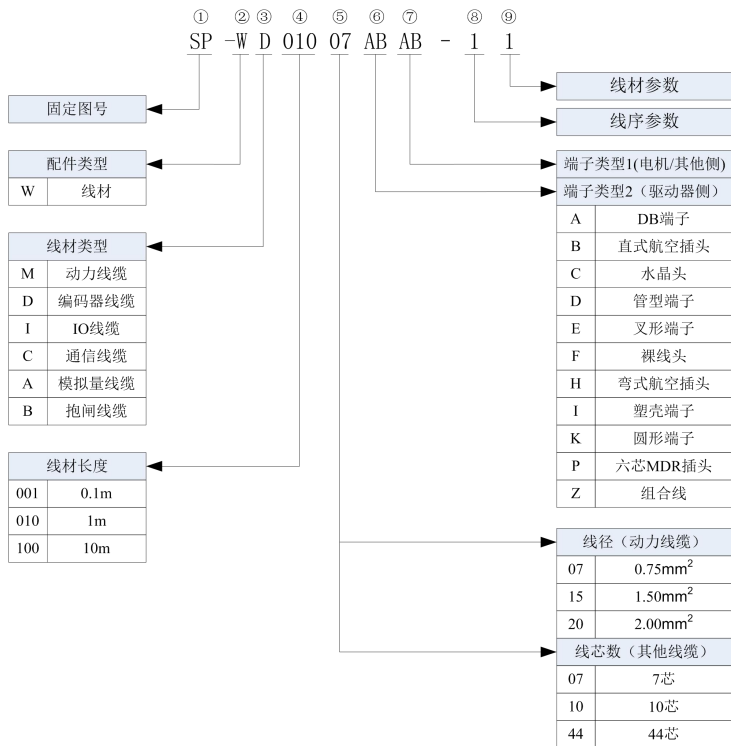 ① ② ③ ④ ⑤ ⑥ ⑦ ⑧ ⑨
SP -W D 010 07 AB AB - 1 1
固定图号
配件类型
W 线材
线材类型
M 动力线缆
D 编码器线缆
I IO线缆
C 通信线缆
A 模拟量线缆
B 抱闸线缆
线材长度
001 0.1m
010 1m
100 10m
线材参数
线序参数
端子类型1(电机/其他侧)
端子类型2（驱动器侧）
A DB端子
B 直式航空插头
C 水晶头
D 管型端子
E 叉形端子
F 裸线头
H 弯式航空插头
I 塑壳端子
K 圆形端子
P 六芯MDR插头
Z 组合线
线径（动力线缆）
07 0.75mm²
15 1.50mm²
20 2.00mm²
线芯数（其他线缆）
07 7芯
10 10芯
44 44芯